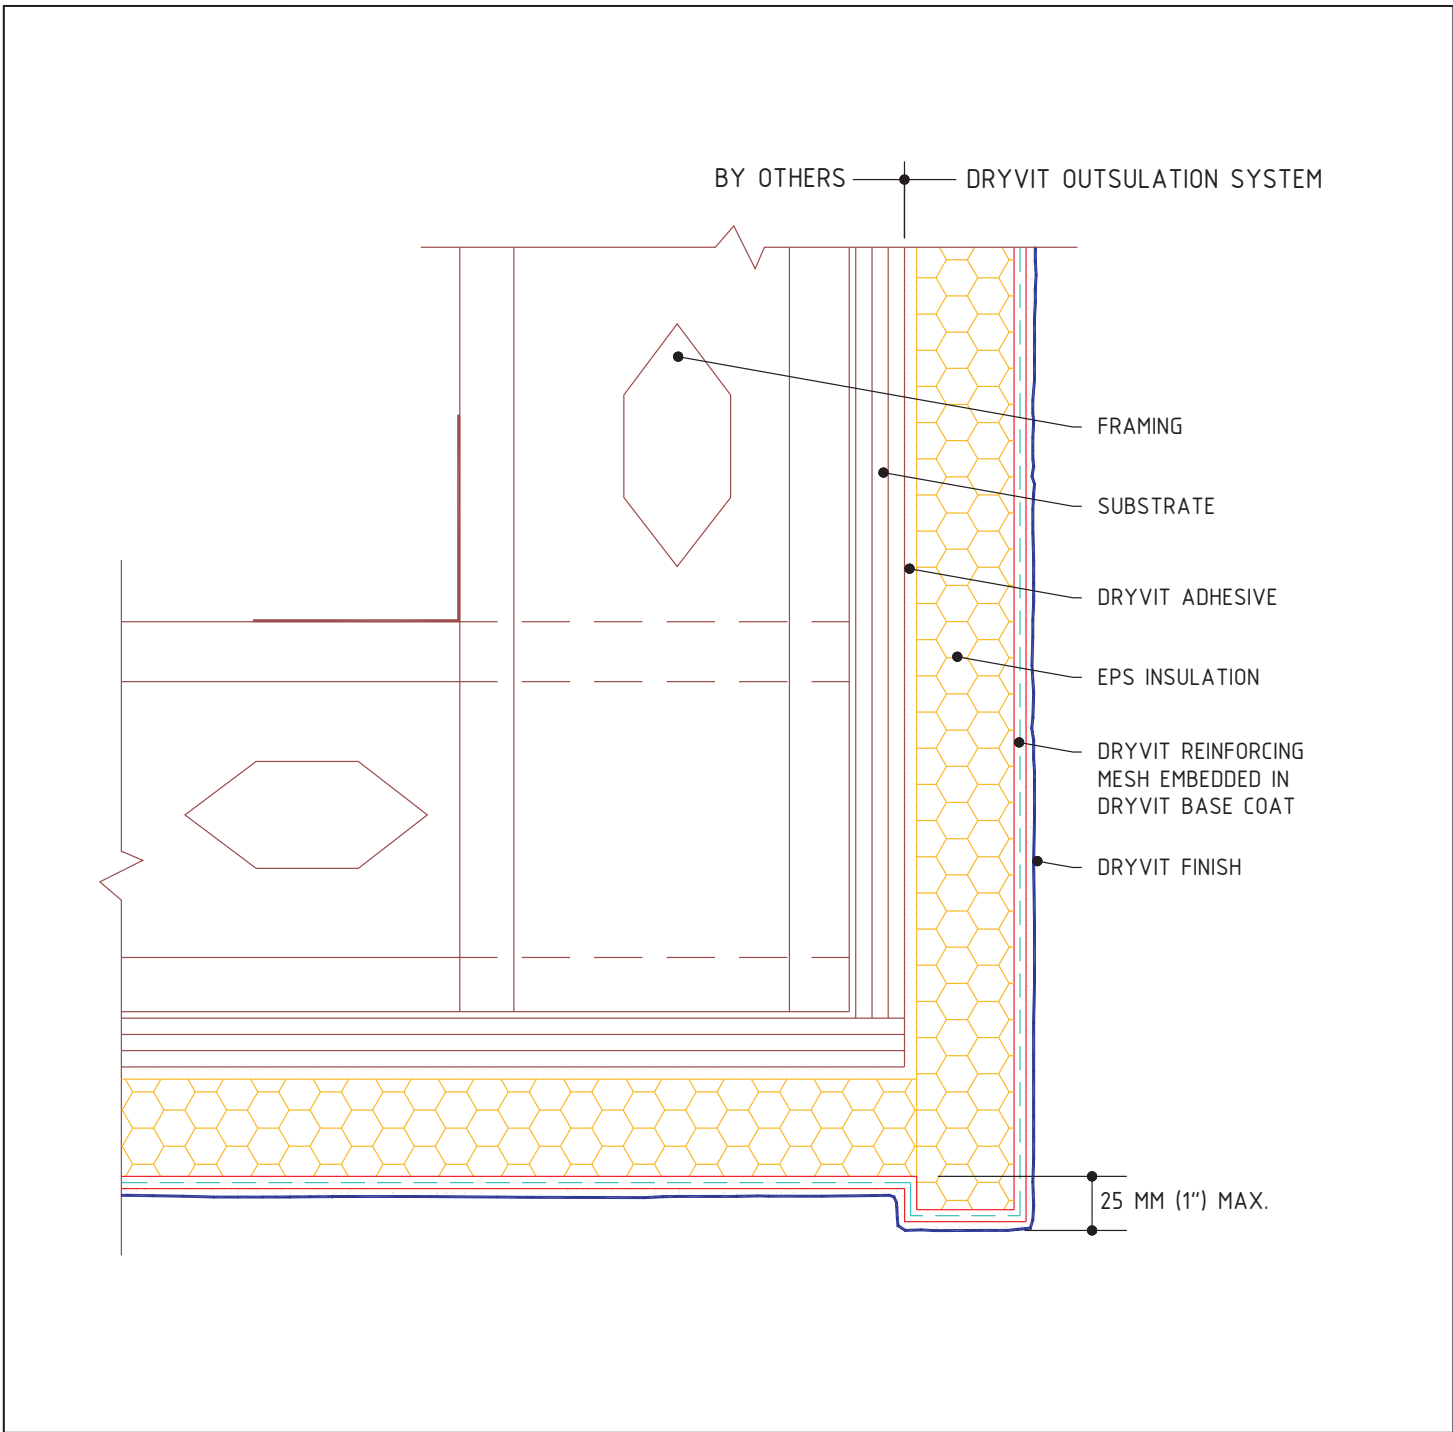 BY OTHERS
DRYVIT OUTSULATION SYSTEM
FRAMING
SUBSTRATE
DRYVIT ADHESIVE
EPS INSULATION
DRYVIT REINFORCING
MESH EMBEDDED IN
DRYVIT BASE COAT
DRYVIT FINISH
25 MM (1") MAX.